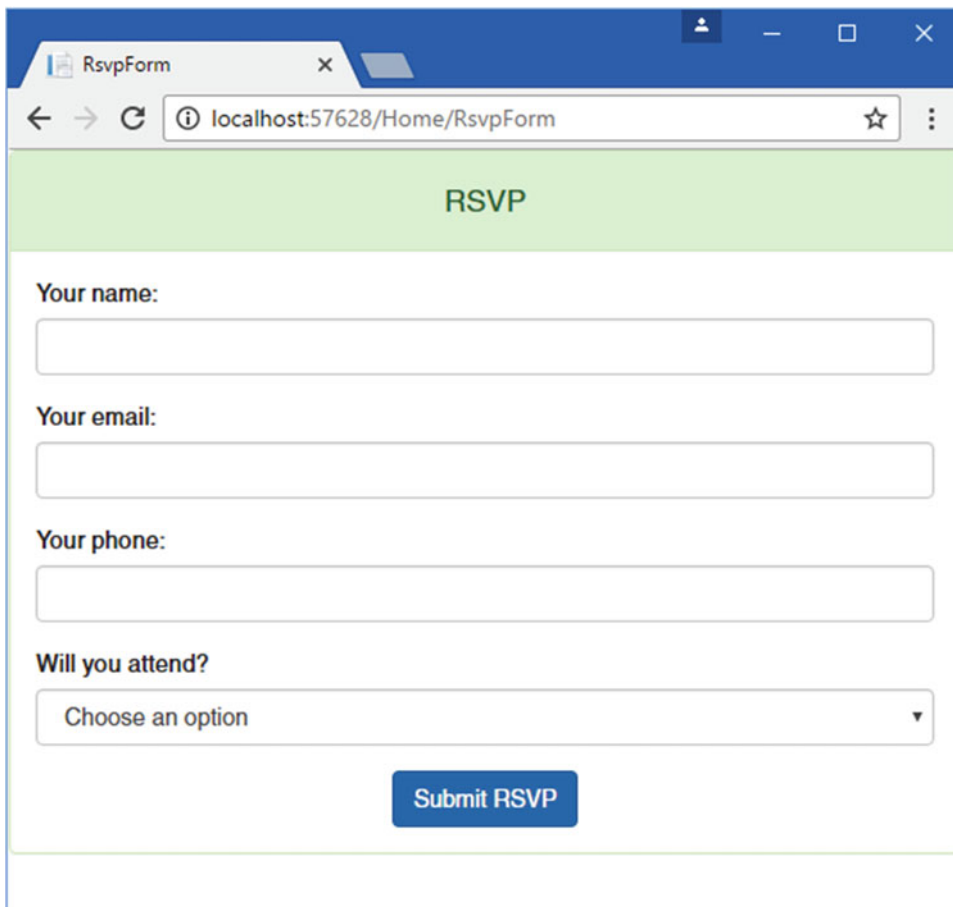 RsvpForm
localhost:57628/Home/RsvpForm
RSVP
Your name:
Your email:
Your phone:
Will you attend?
Choose an option
Submit RSVP